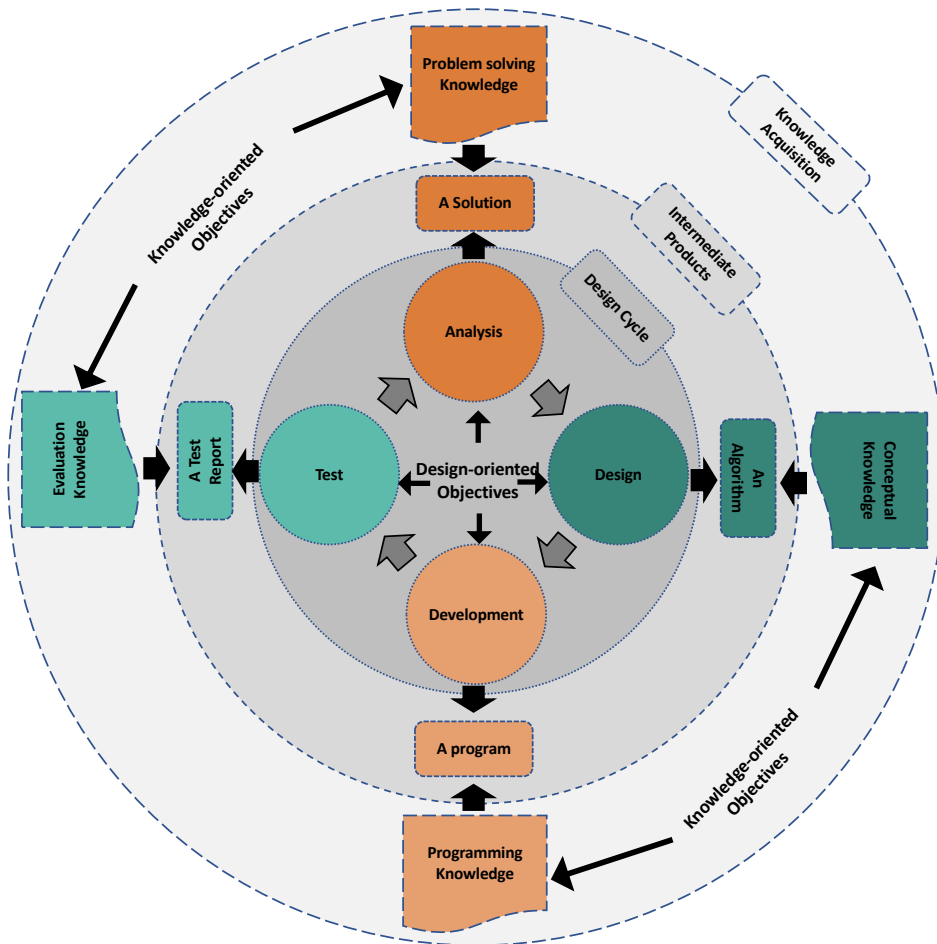 Problem solving
Knowledge
Knowledge
Acquisition
Knowledge-oriented
Objectives
A Solution
Intermediate
Products
Design Cycle
Analysis
Evaluation
Knowledge
A Test
Report
Test
Design-oriented
Objectives
Design
An
Algorithm
Conceptual
Knowledge
Development
A program
Knowledge-oriented
Objectives
Programming
Knowledge